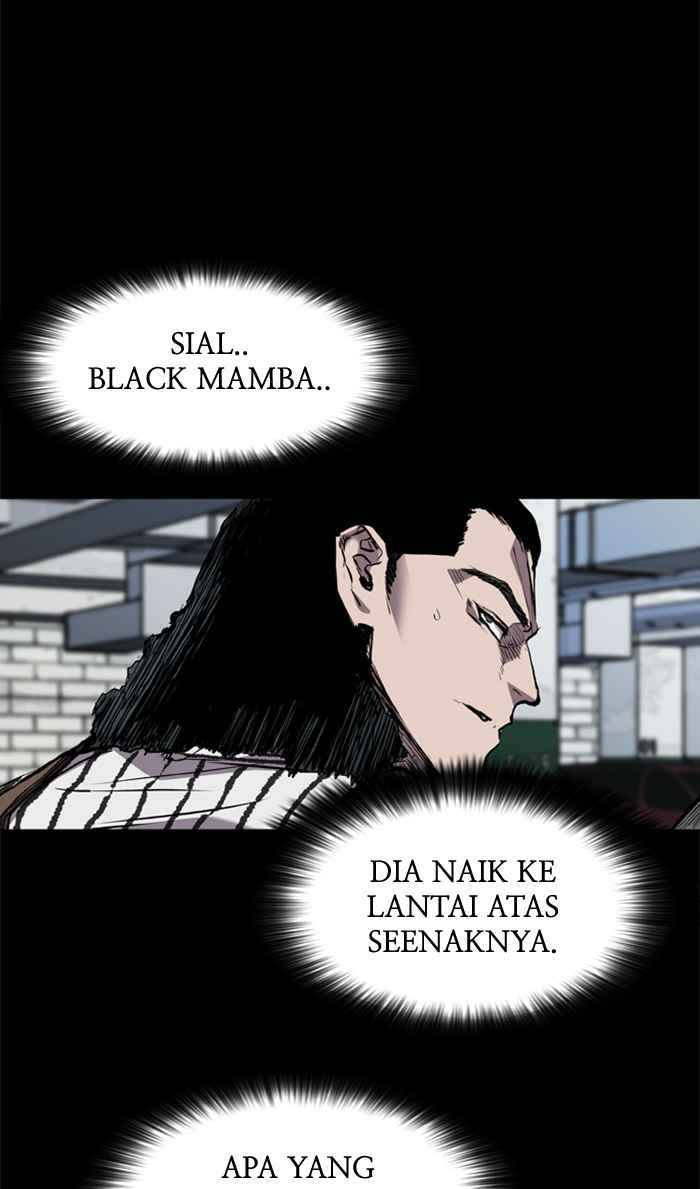 SIAL..
BLACK MAMBA..
DIA NAIK KE
LANTAI ATAS
SEENAKNYA.
APA YANG